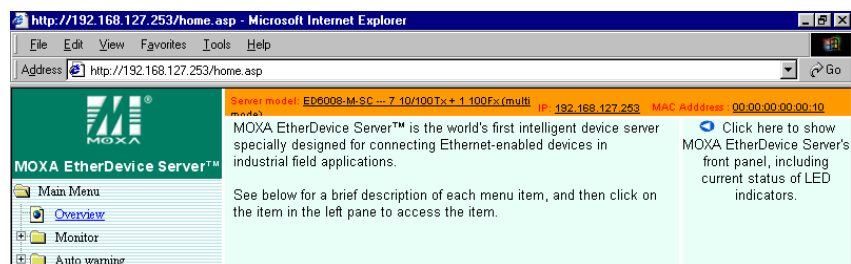 http://192.168.127.253/home.asp - Microsoft Internet Explorer
File Edit View Favorites Tools Help
Address http://192.168.127.253/home.asp Go
MOXA®
MOXA EtherDevice Server™
Main Menu
Overview
Monitor
Auto warning
Server model: ED6008-M-SC --- 7 10/100Tx + 1 100Fx (multi
mode) IP: 192.168.127.253 MAC Adddress : 00:00:00:00:00:10
MOXA EtherDevice Server™ is the world's first intelligent device server
specially designed for connecting Ethernet-enabled devices in
industrial field applications.
See below for a brief description of each menu item, and then click on
the item in the left pane to access the item.
Click here to show
MOXA EtherDevice Server's
front panel, including
current status of LED
indicators.